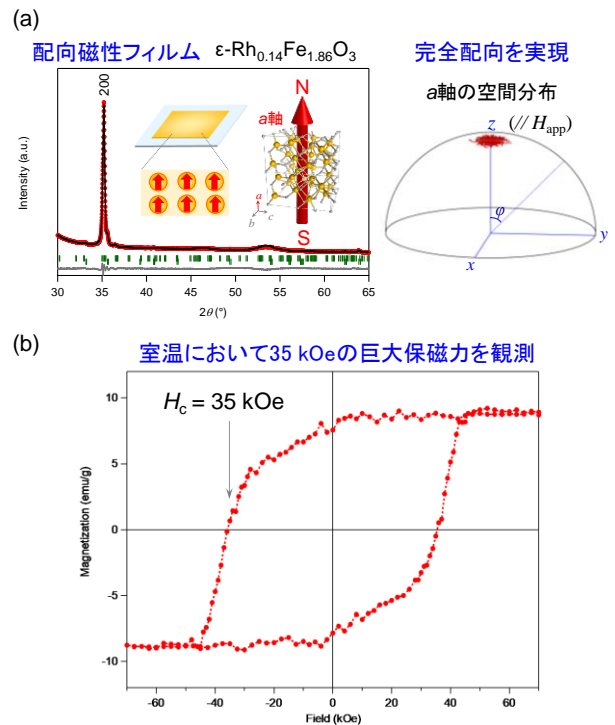 (a)
配向磁性フィルム ε-Rh0.14Fe1.86O3
完全配向を実現
200
Intensity (a.u.)
N
a軸
S
a
b
c
30 35 40 45 50 55 60 65
2θ (°)
a軸の空間分布
z (// Happ)
φ
y
x
(b)
室温において35 kOeの巨大保磁力を観測
Hc = 35 kOe
Magnetization (emu/g)
10
5
0
-5
-10
-60 -40 -20 0 20 40 60
Field (kOe)